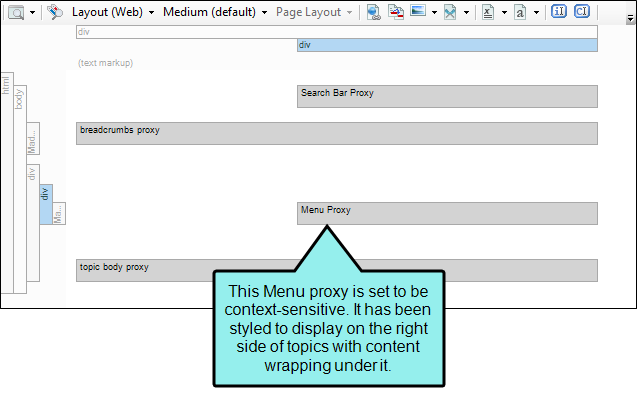 Layout (Web) Medium (default) Page Layout
div
div
(text markup)
html
body
Search Bar Proxy
breadcrumbs proxy
Mad...
div
div
Ma...
Menu Proxy
topic body proxy
This Menu proxy is set to be
context-sensitive. It has been
styled to display on the right
side of topics with content
wrapping under it.